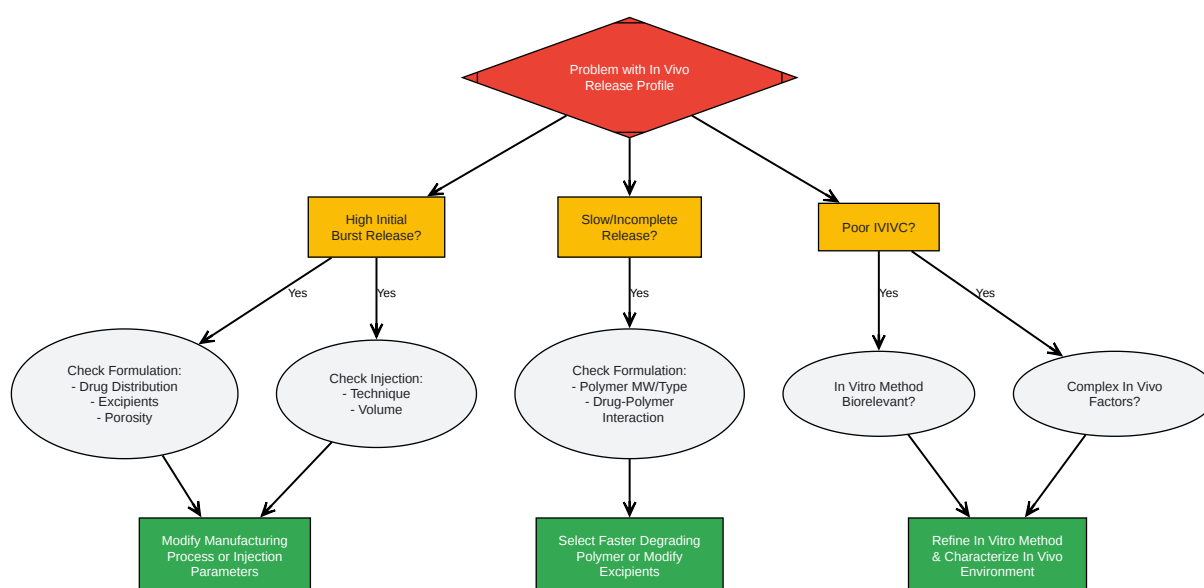 Problem with In Vivo
Release Profile
High Initial
Burst Release?
Slow/Incomplete
Release?
Poor IVIVC?
Yes
Yes
Yes
Yes
Yes
Check Formulation:
- Drug Distribution
- Excipients
- Porosity
Check Injection:
- Technique
- Volume
Check Formulation:
- Polymer MW/Type
- Drug-Polymer
Interaction
In Vitro Method
Biorelevant?
Complex In Vivo
Factors?
Modify Manufacturing
Process or Injection
Parameters
Select Faster Degrading
Polymer or Modify
Excipients
Refine In Vitro Method
& Characterize In Vivo
Environment